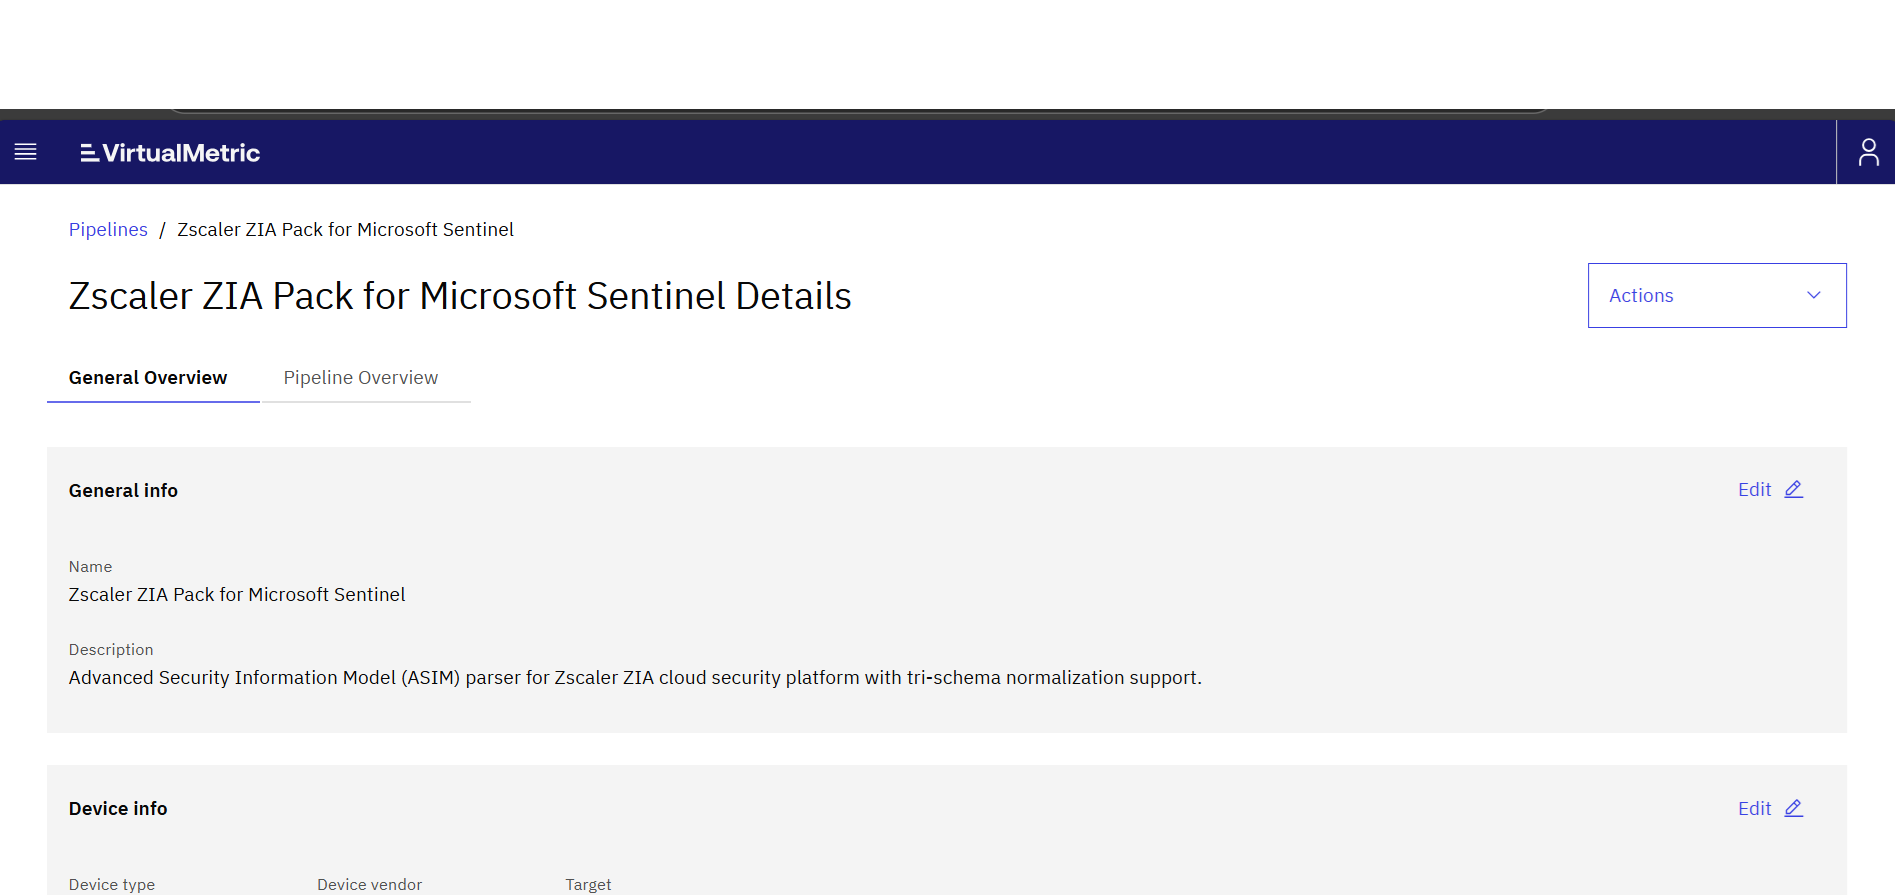 VirtualMetric
Pipelines / Zscaler ZIA Pack for Microsoft Sentinel
Zscaler ZIA Pack for Microsoft Sentinel Details
Actions
General Overview
Pipeline Overview
General info
Edit
Name
Zscaler ZIA Pack for Microsoft Sentinel
Description
Advanced Security Information Model (ASIM) parser for Zscaler ZIA cloud security platform with tri-schema normalization support.
Device info
Edit
Device type
Device vendor
Target